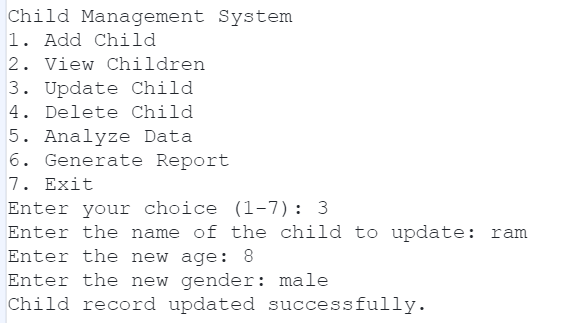 Child Management System
1. Add Child
2. View Children
3. Update Child
4. Delete Child
5. Analyze Data
6. Generate Report
7. Exit
Enter your choice (1-7): 3
Enter the name of the child to update: ram
Enter the new age: 8
Enter the new gender: male
Child record updated successfully.